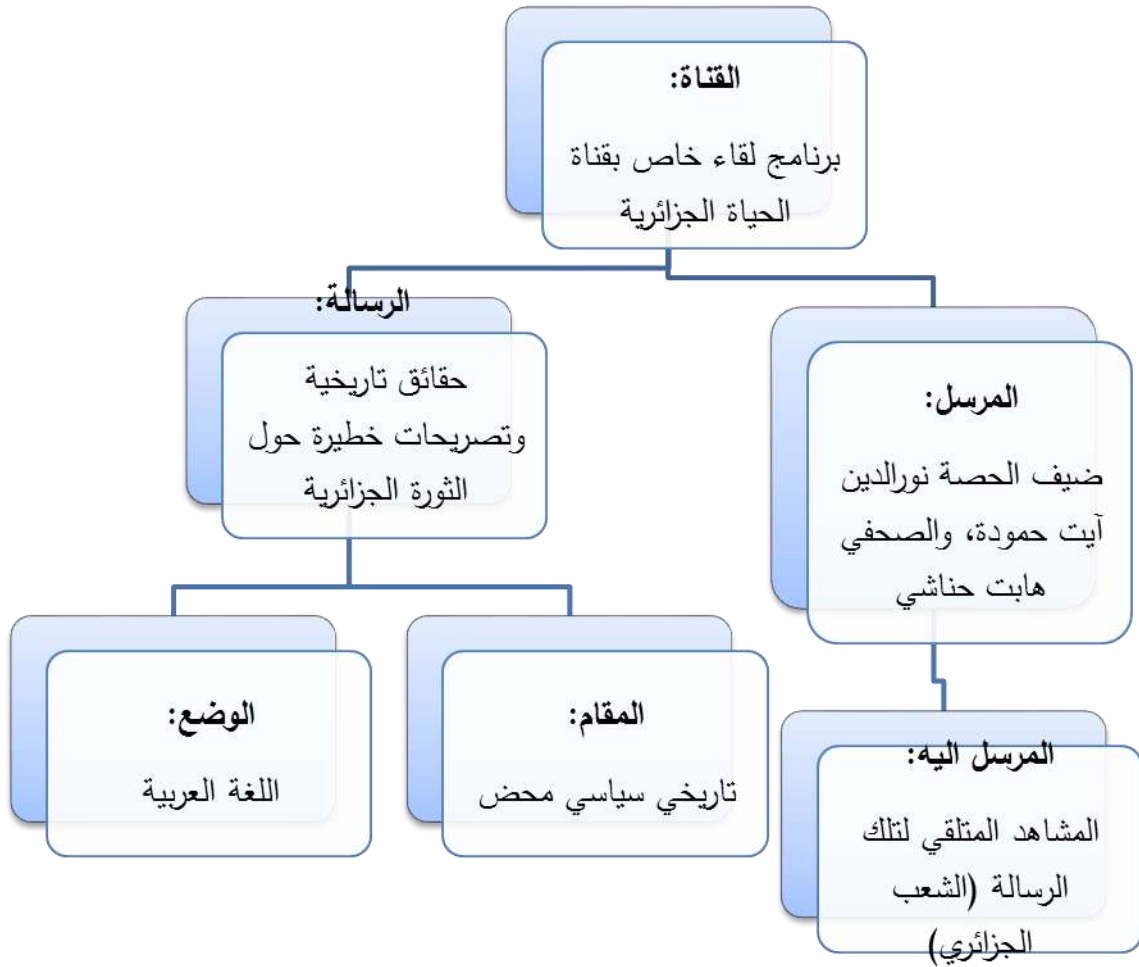 القناة:
برنامج لقاء خاص بقناة
الحياة الجزائرية
الرسالة:
حقائق تاريخية
وتصريحات خطيرة حول
الثورة الجزائرية
المرسل:
ضيف الحصة نورالدين
آيت حمودة، والصحفي
هابت حناشي
الوضع:
اللغة العربية
المقام:
تاريخي سياسي محض
المرسل اليه:
المشاهد المتلقي لتلك
الرسالة (الشعب
الجزائري)